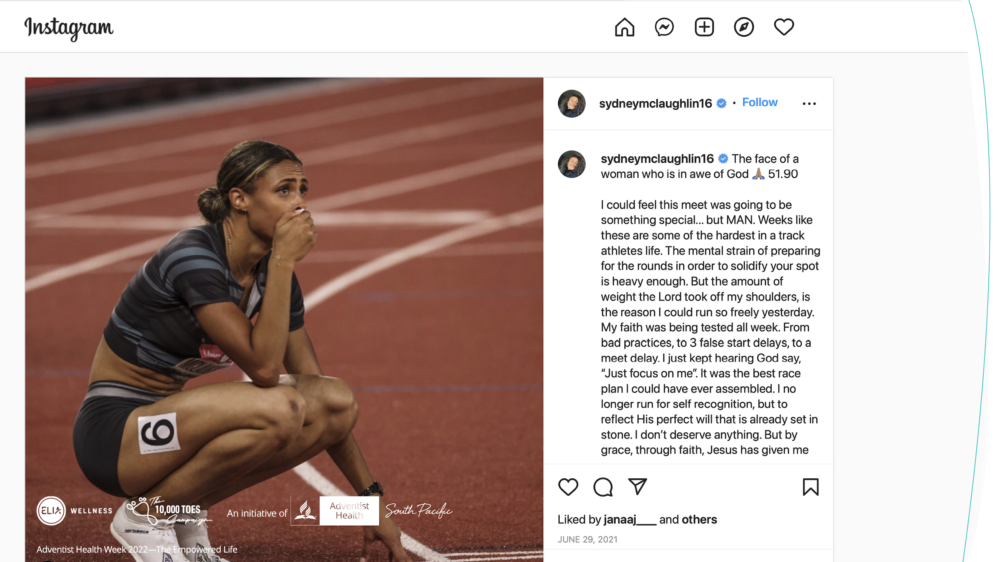 Instagram
sydneymclaughlin16 • Follow
sydneymclaughlin16 The face of a
woman who is in awe of God 🙏🏽 51.90
I could feel this meet was going to be
something special... but MAN. Weeks like
these are some of the hardest in a track
athletes life. The mental strain of preparing
for the rounds in order to solidify your spot
is heavy enough. But the amount of
weight the Lord took off my shoulders, is
the reason I could run so freely yesterday.
My faith was being tested all week. From
bad practices, to 3 false start delays, to a
meet delay. I just kept hearing God say,
“Just focus on me”. It was the best race
plan I could have ever assembled. I no
longer run for self recognition, but to
reflect His perfect will that is already set in
stone. I don’t deserve anything. But by
grace, through faith, Jesus has given me
Liked by janaaj___ and others
JUNE 29, 2021
6
new balance
ELIA WELLNESS
The
10,000 TOES
Campaign
An initiative of
Adventist
Health
South Pacific
Adventist Health Week 2022—The Empowered Life